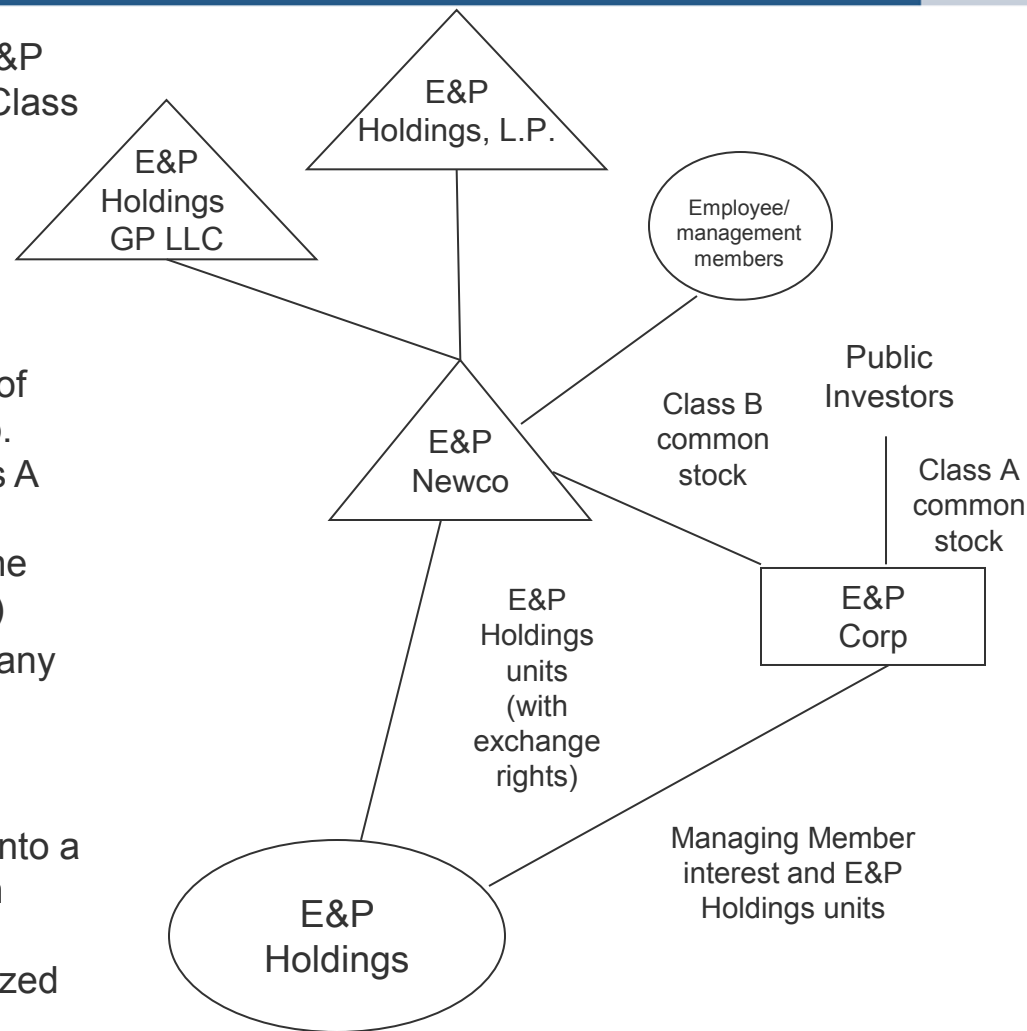 &P
Class
of
o.
s A
he
)
any
nto a
n
zed
E&P
Holdings, L.P.
E&P
Holdings
GP LLC
Employee/
management
members
Public
Investors
Class B
common
stock
Class A
common
stock
E&P
Newco
E&P
Corp
E&P
Holdings
units
(with
exchange
rights)
Managing Member
interest and E&P
Holdings units
E&P
Holdings